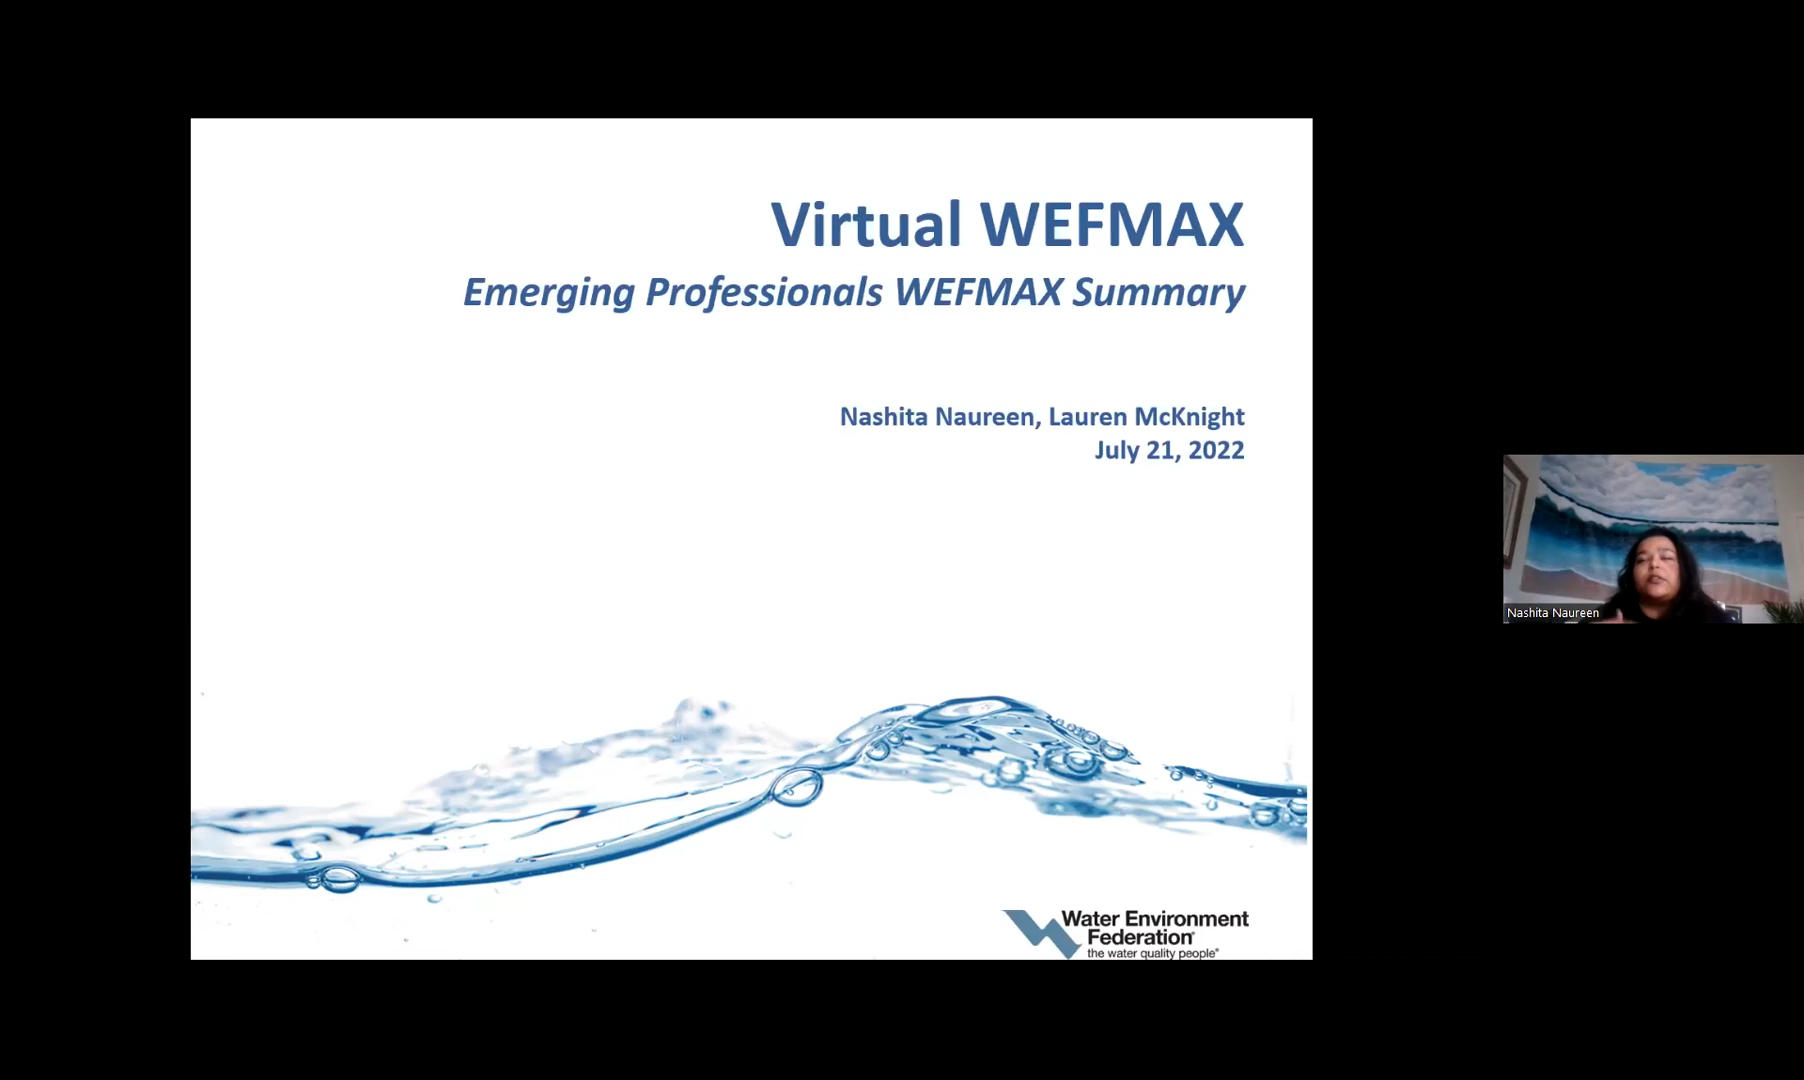 Virtual WEFMAX
Emerging Professionals WEFMAX Summary
Nashita Naureen, Lauren McKnight
July 21, 2022
Nashita Naureen
Water Environment
Federation®
the water quality people®